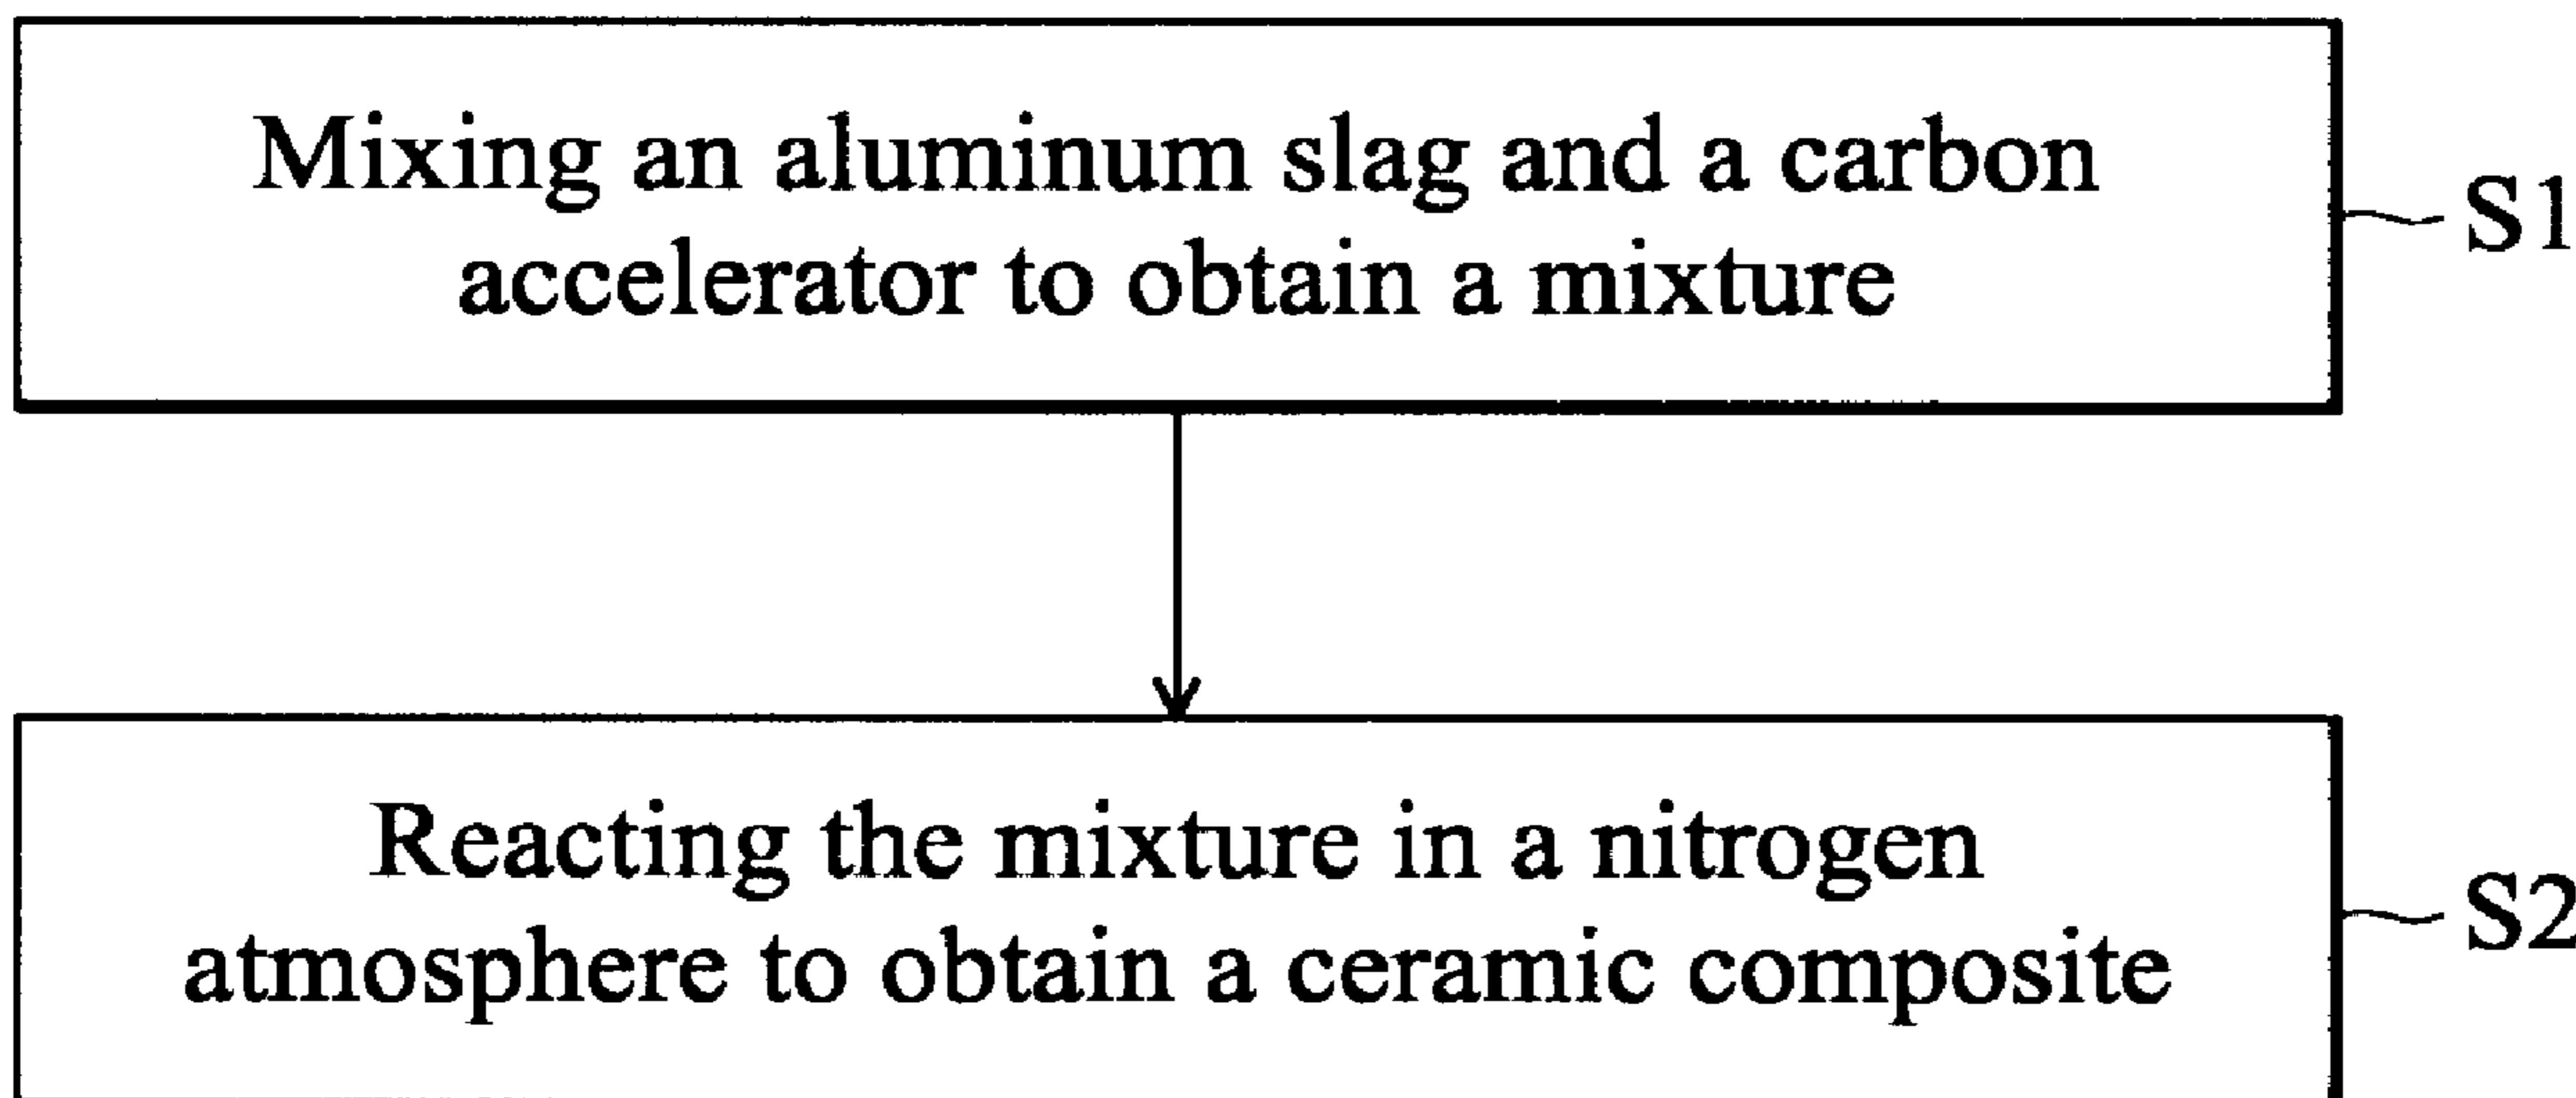 Mixing an aluminum slag and a carbon
accelerator to obtain a mixture
S1
Reacting the mixture in a nitrogen
atmosphere to obtain a ceramic composite
S2